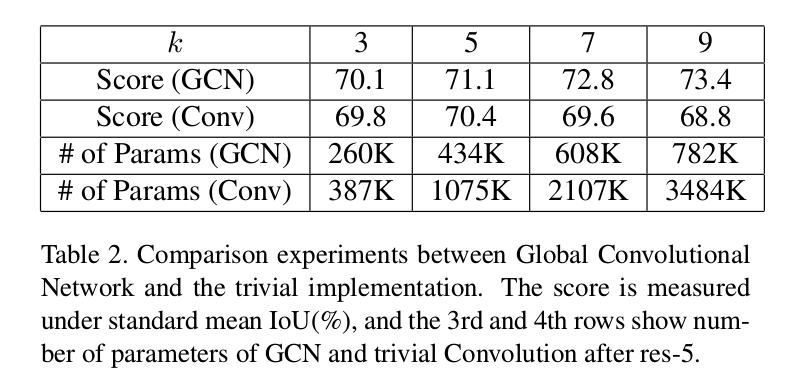 k 3 5 7 9
Score (GCN) 70.1 71.1 72.8 73.4
Score (Conv) 69.8 70.4 69.6 68.8
# of Params (GCN) 260K 434K 608K 782K
# of Params (Conv) 387K 1075K 2107K 3484K
Table 2. Comparison experiments between Global Convolutional
Network and the trivial implementation. The score is measured
under standard mean IoU(%), and the 3rd and 4th rows show num-
ber of parameters of GCN and trivial Convolution after res-5.